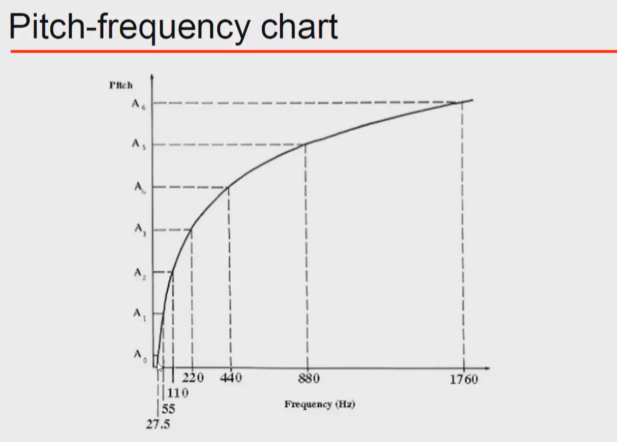 Pitch-frequency chart
Pitch
A6
A5
A4
A3
A2
A1
A0
220 440 880 1760
110
55
27.5
Frequency (Hz)